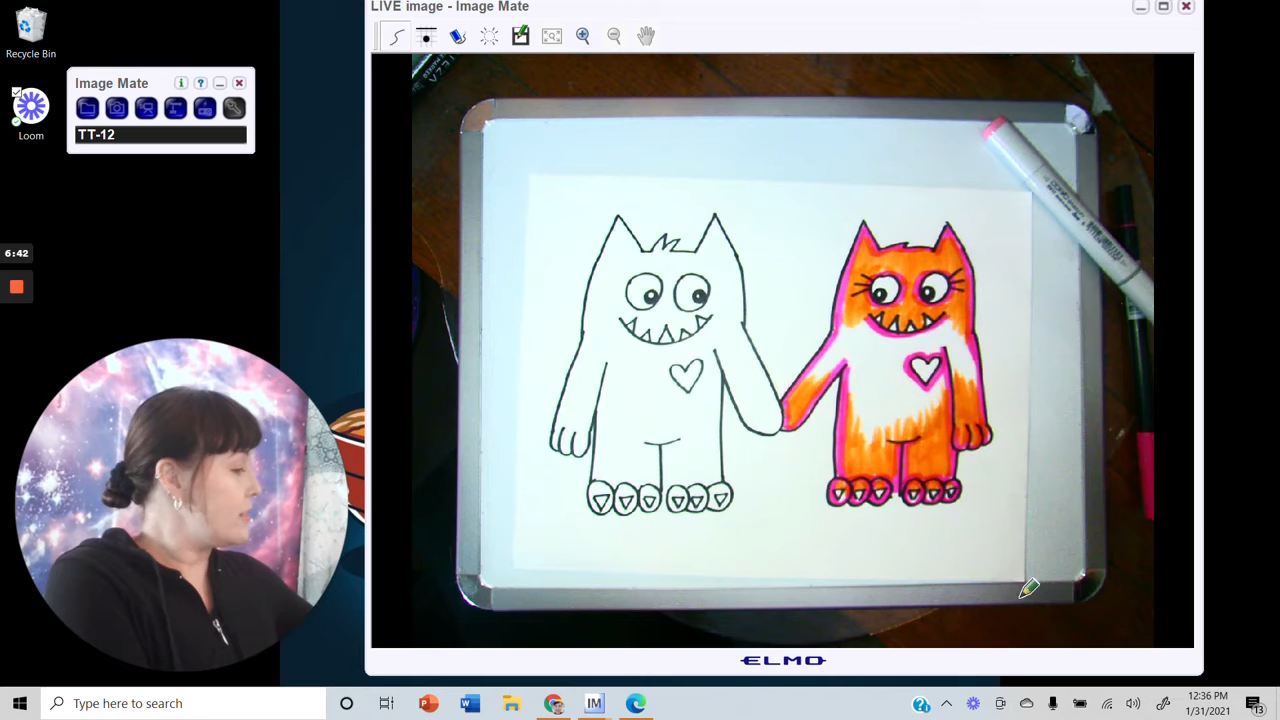 LIVE image - Image Mate
Recycle Bin
Image Mate
TT-12
Loom
6:42
ELMO
Type here to search
12:36 PM
1/31/2021
13